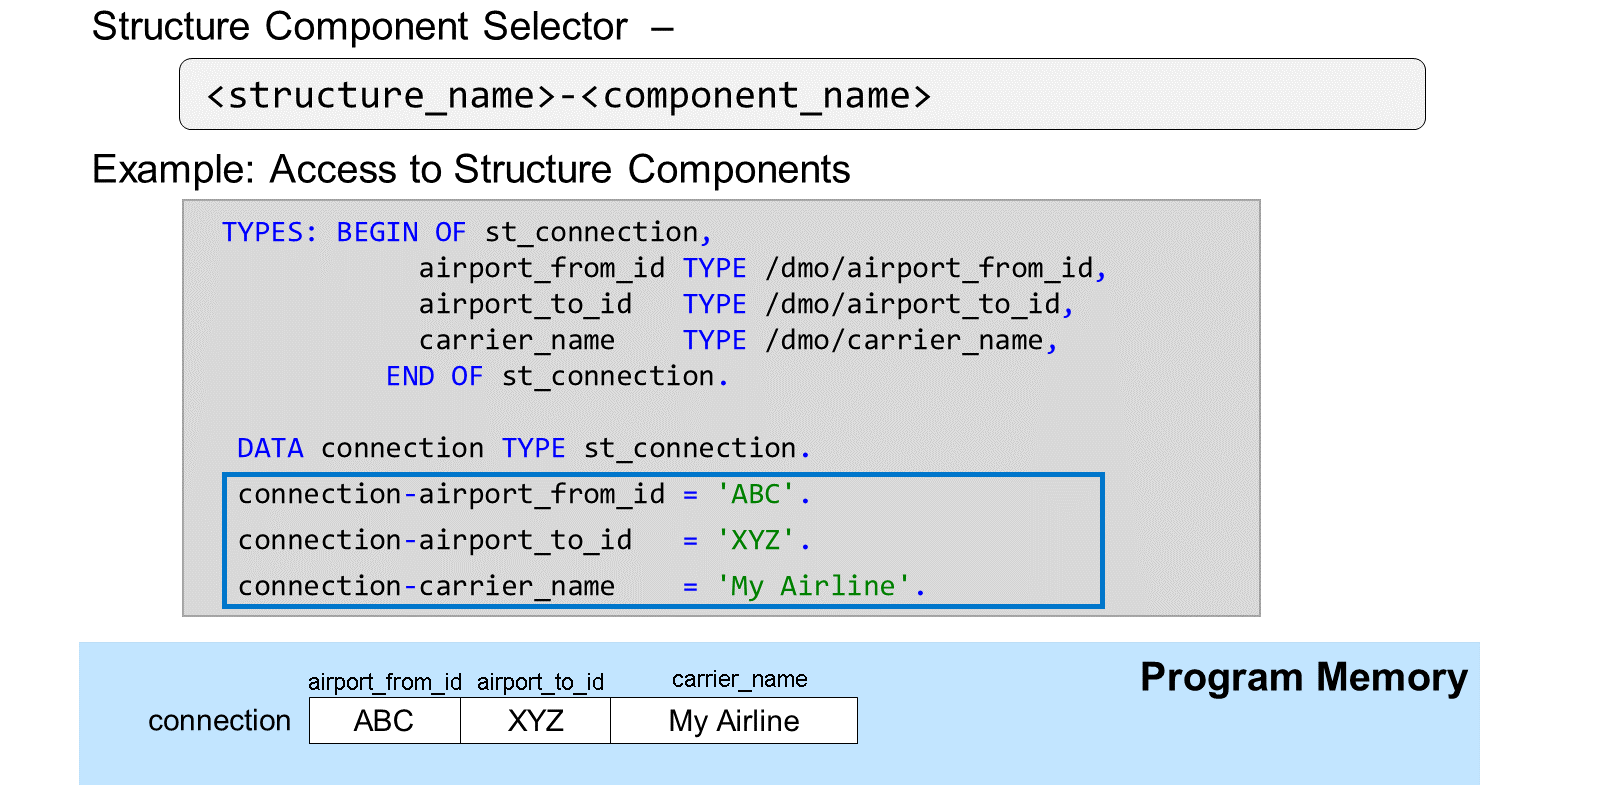 Structure Component Selector –
<structure_name>-<component_name>
Example: Access to Structure Components
TYPES: BEGIN OF st_connection,
airport_from_id TYPE /dmo/airport_from_id,
airport_to_id TYPE /dmo/airport_to_id,
carrier_name TYPE /dmo/carrier_name,
END OF st_connection.
DATA connection TYPE st_connection.
connection-airport_from_id = 'ABC'.
connection-airport_to_id = 'XYZ'.
connection-carrier_name = 'My Airline'.
Program Memory
airport_from_id airport_to_id carrier_name
connection ABC XYZ My Airline